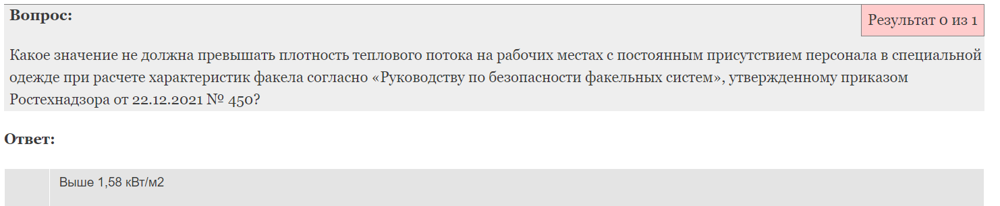 Вопрос:
Результат 0 из 1
Какое значение не должна превышать плотность теплового потока на рабочих местах с постоянным присутствием персонала в специальной
одежде при расчете характеристик факела согласно «Руководству по безопасности факельных систем», утвержденному приказом
Ростехнадзора от 22.12.2021 № 450?
Ответ:
Выше 1,58 кВт/м2